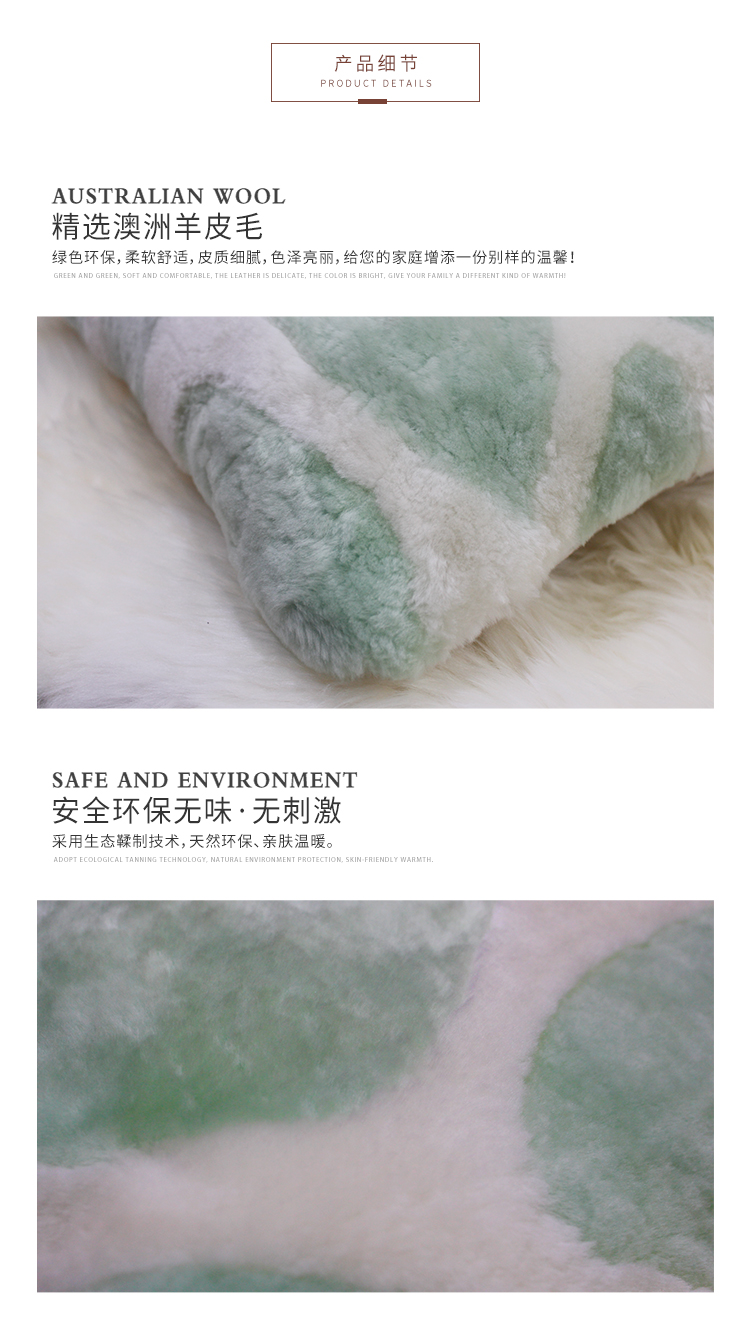 产品细节
PRODUCT DETAILS
AUSTRALIAN WOOL
精选澳洲羊皮毛
绿色环保，柔软舒适，皮质细腻，色泽亮丽，给您的家庭增添一份别样的温馨！
GREEN AND GREEN, SOFT AND COMFORTABLE, THE LEATHER IS DELICATE, THE COLOR IS BRIGHT, GIVE YOUR FAMILY A DIFFERENT KIND OF WARMTH!
SAFE AND ENVIRONMENT
安全环保无味·无刺激
采用生态鞣制技术，天然环保、亲肤温暖。
ADOPT ECOLOGICAL TANNING TECHNOLOGY, NATURAL ENVIRONMENT PROTECTION, SKIN-FRIENDLY WARMTH.